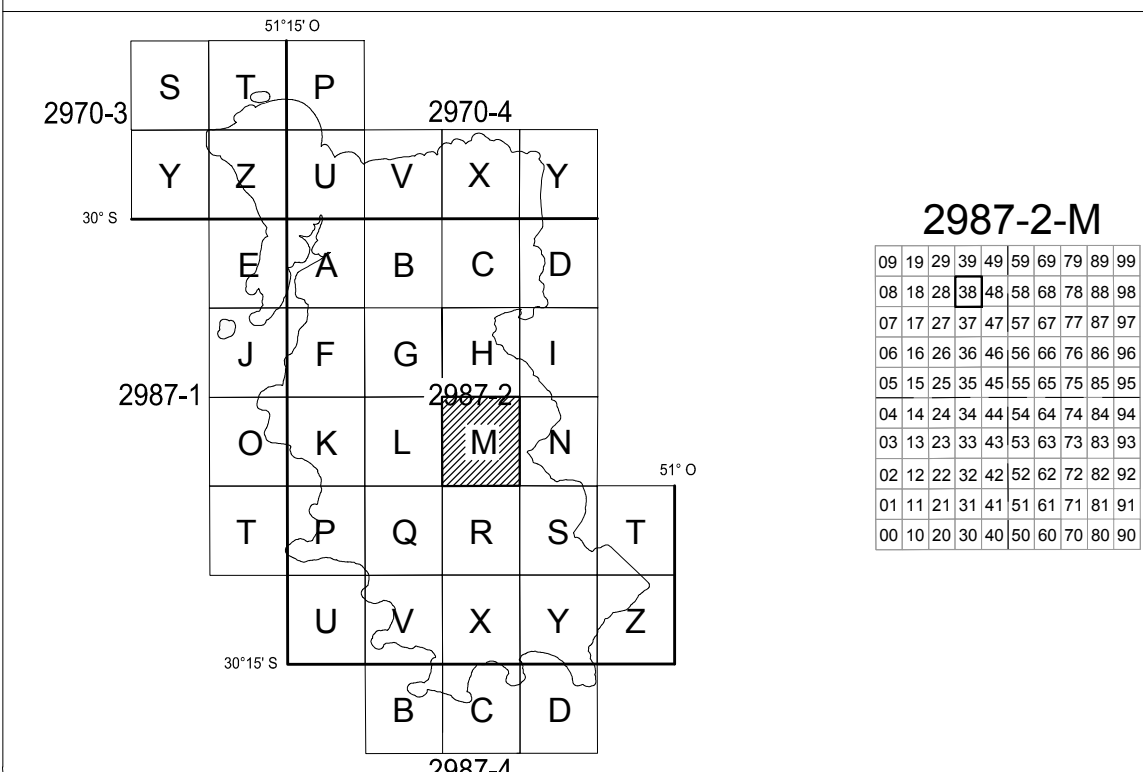 51°15' O
S T P
2970-3 2970-4
Y Z U V X Y
30° S
E A B C D
J F G H I
2987-1 2987-2
O K L M N
51° O
T P Q R S T
U V X Y Z
30°15' S
B C D
2987-4
2987-2-M
09 19 29 39 49 59 69 79 89 99
08 18 28 38 48 58 68 78 88 98
07 17 27 37 47 57 67 77 87 97
06 16 26 36 46 56 66 76 86 96
05 15 25 35 45 55 65 75 85 95
04 14 24 34 44 54 64 74 84 94
03 13 23 33 43 53 63 73 83 93
02 12 22 32 42 52 62 72 82 92
01 11 21 31 41 51 61 71 81 91
00 10 20 30 40 50 60 70 80 90